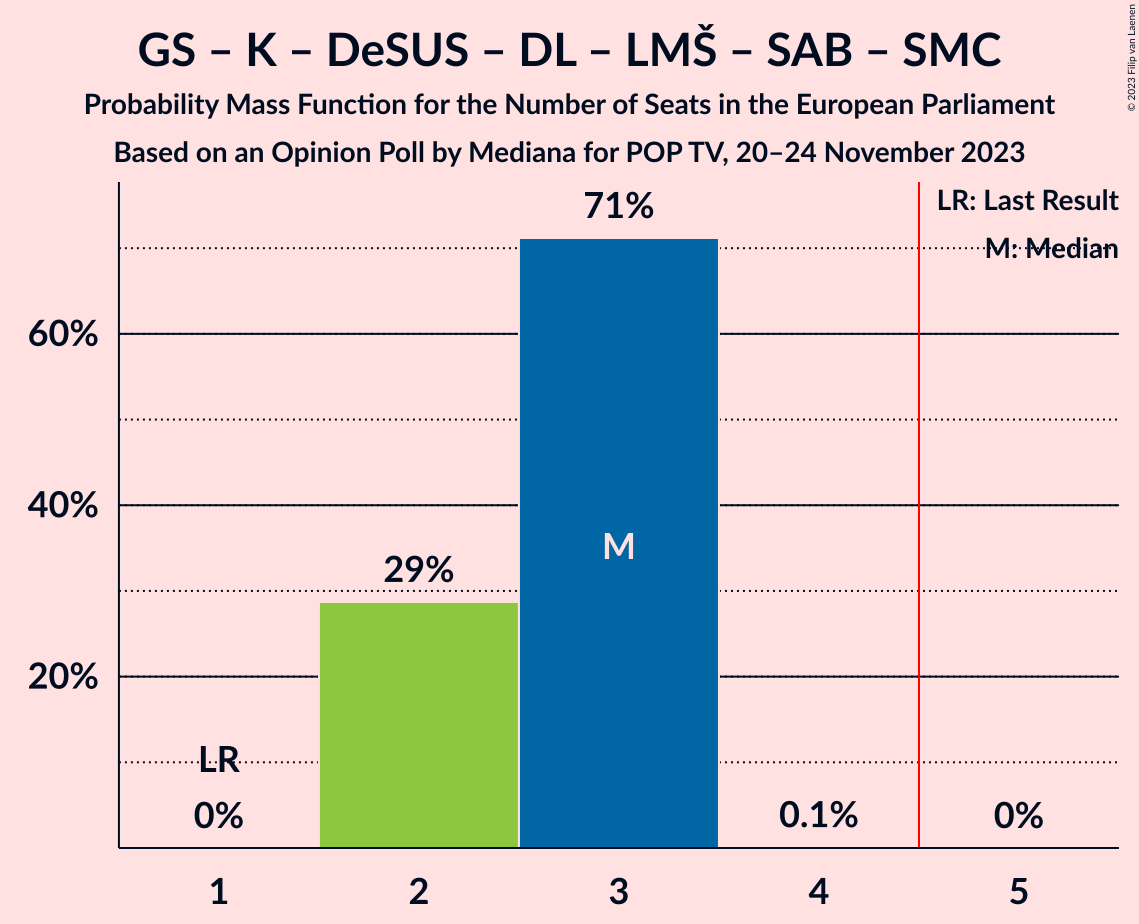 GS – K – DeSUS – DL – LMŠ – SAB – SMC
Probability Mass Function for the Number of Seats in the European Parliament
Based on an Opinion Poll by Mediana for POP TV, 20–24 November 2023
© 2023 Filip van Laenen
LR: Last Result
M: Median
71%
60%
40%
M
29%
20%
LR
0%
0.1%
0%
1
2
3
4
5